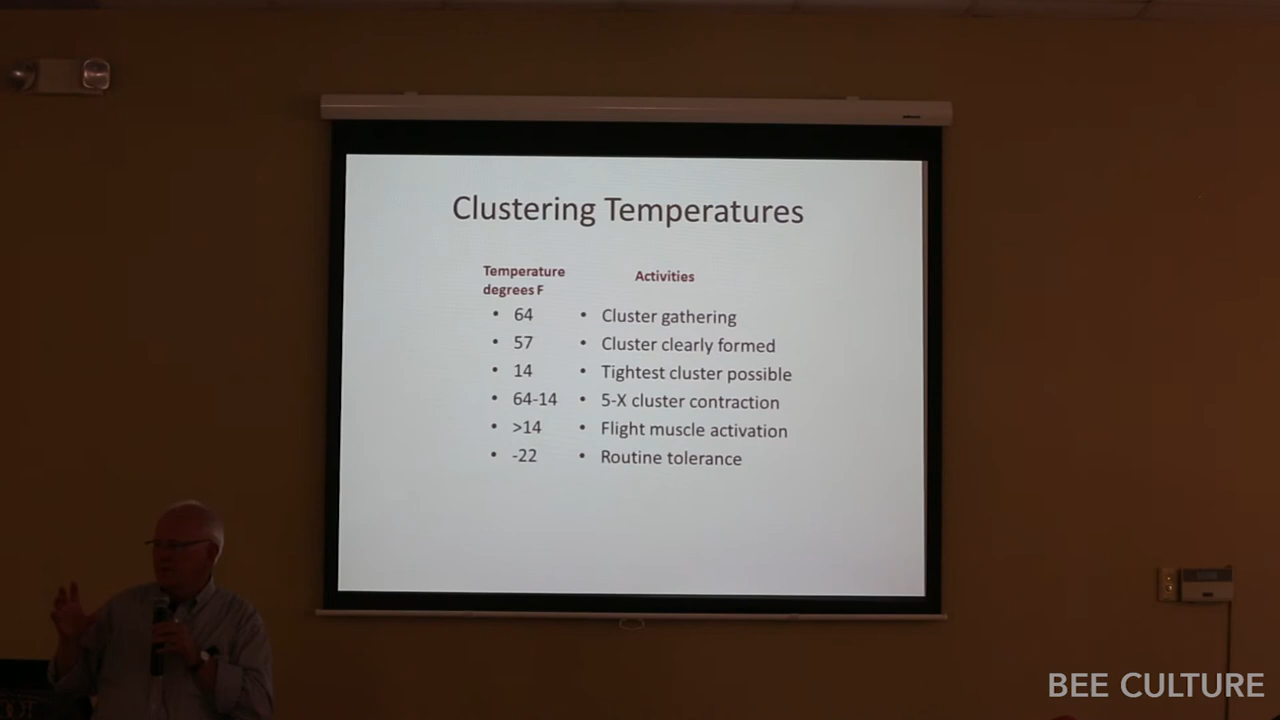 Clustering Temperatures
Temperature
degrees F
Activities
• 64 • Cluster gathering
• 57 • Cluster clearly formed
• 14 • Tightest cluster possible
• 64-14 • 5-X cluster contraction
• >14 • Flight muscle activation
• -22 • Routine tolerance
BEE CULTURE